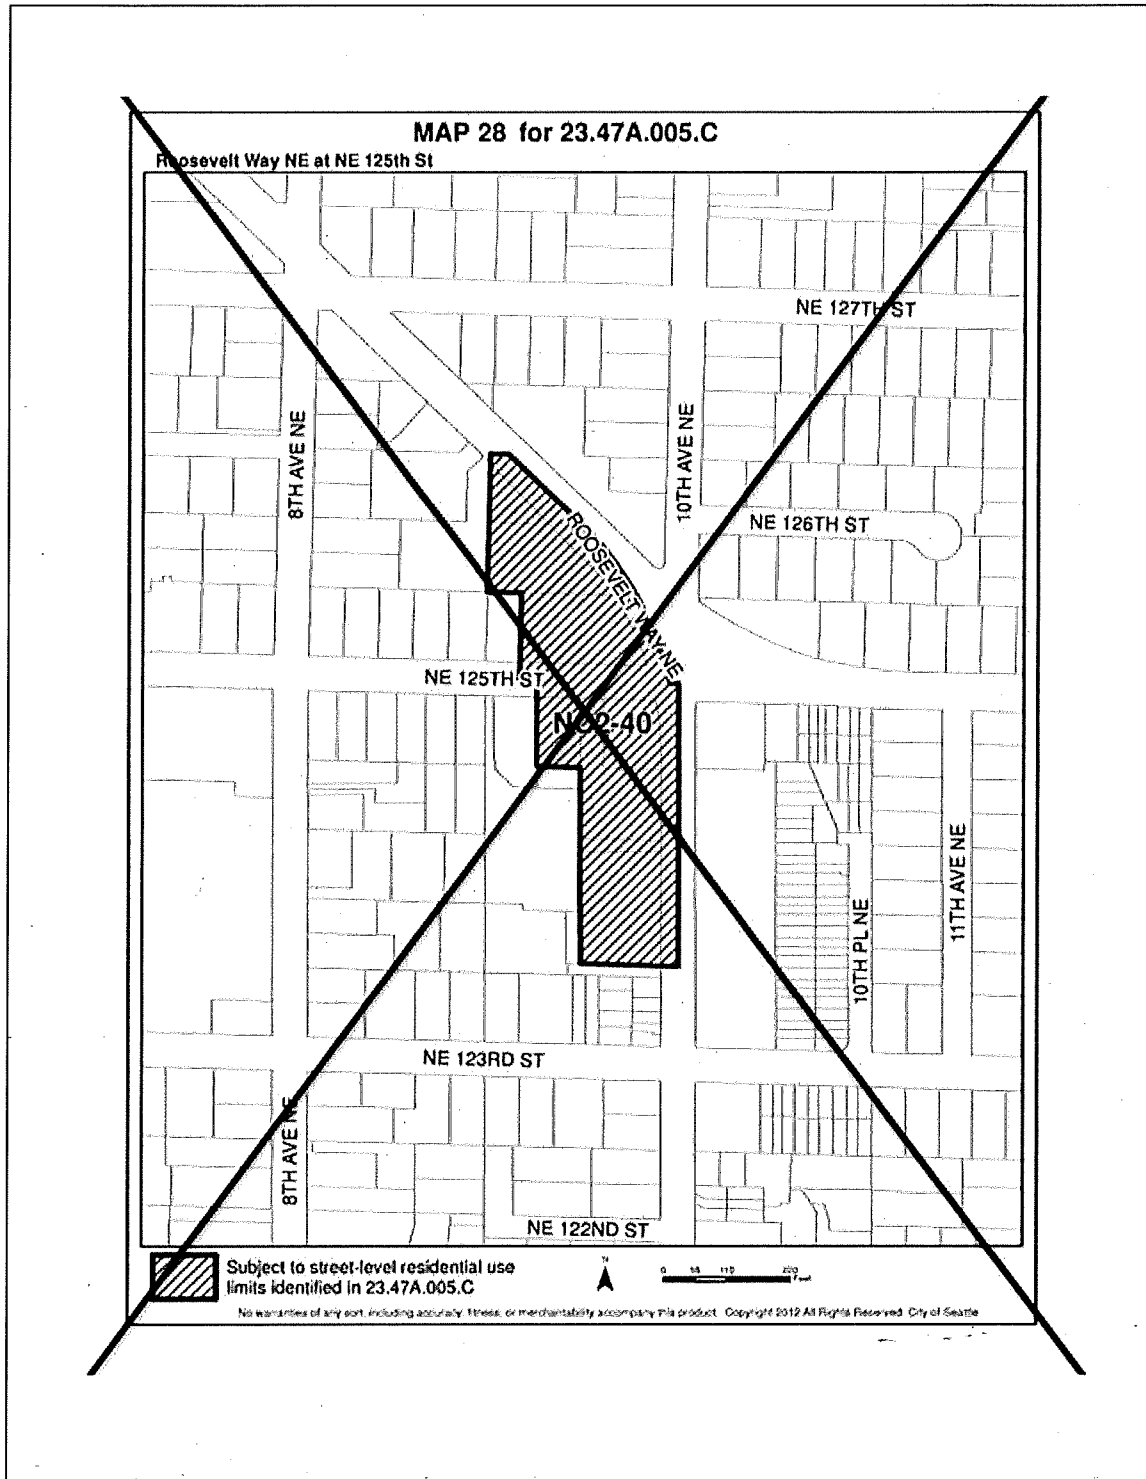 MAP 28 for 23.47A.005.C
Roosevelt Way NE at NE 125th St
NE 127TH ST
8TH AVE NE
10TH AVE NE
NE 126TH ST
ROOSEVELT WAY NE
NE 125TH ST
NC2-40
10TH PL NE
11TH AVE NE
NE 123RD ST
8TH AVE NE
NE 122ND ST
Subject to street-level residential use
limits identified in 23.47A.005.C
N
0 55 110 220
Feet
No warranties of any sort, including accuracy, fitness, or merchantability accompany this product. Copyright 2012 All Rights Reserved City of Seattle